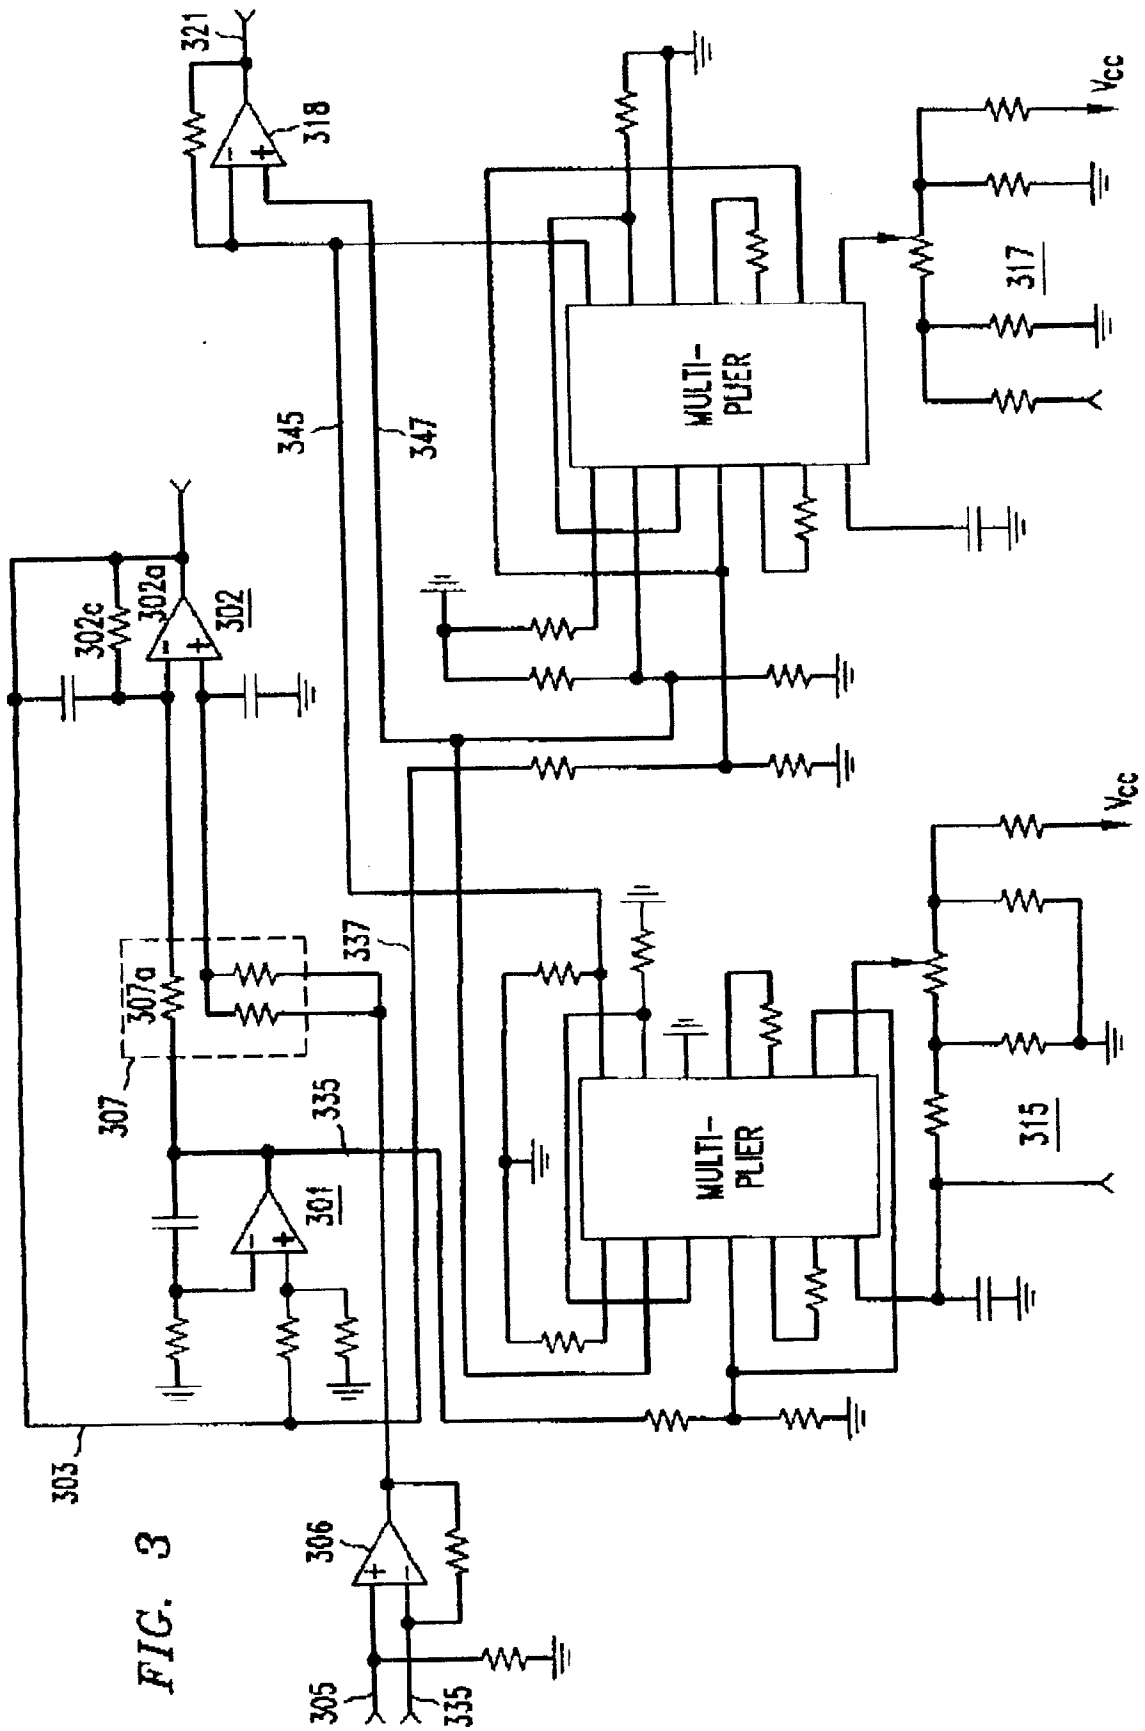 FIG. 3
303
305
335
306
301
335
307
307a
337
302c
302a
302
345
347
321
318
MULTI-
PLIER
315
Vcc
MULTI-
PLIER
317
Vcc
-
+
-
+
-
+
-
+